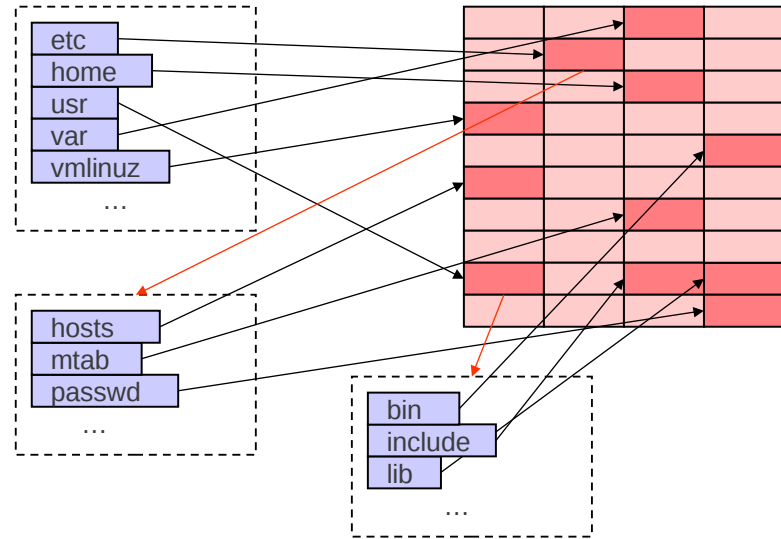 etc
home
usr
var
vmlinuz
...
hosts
mtab
passwd
...
bin
include
lib
...